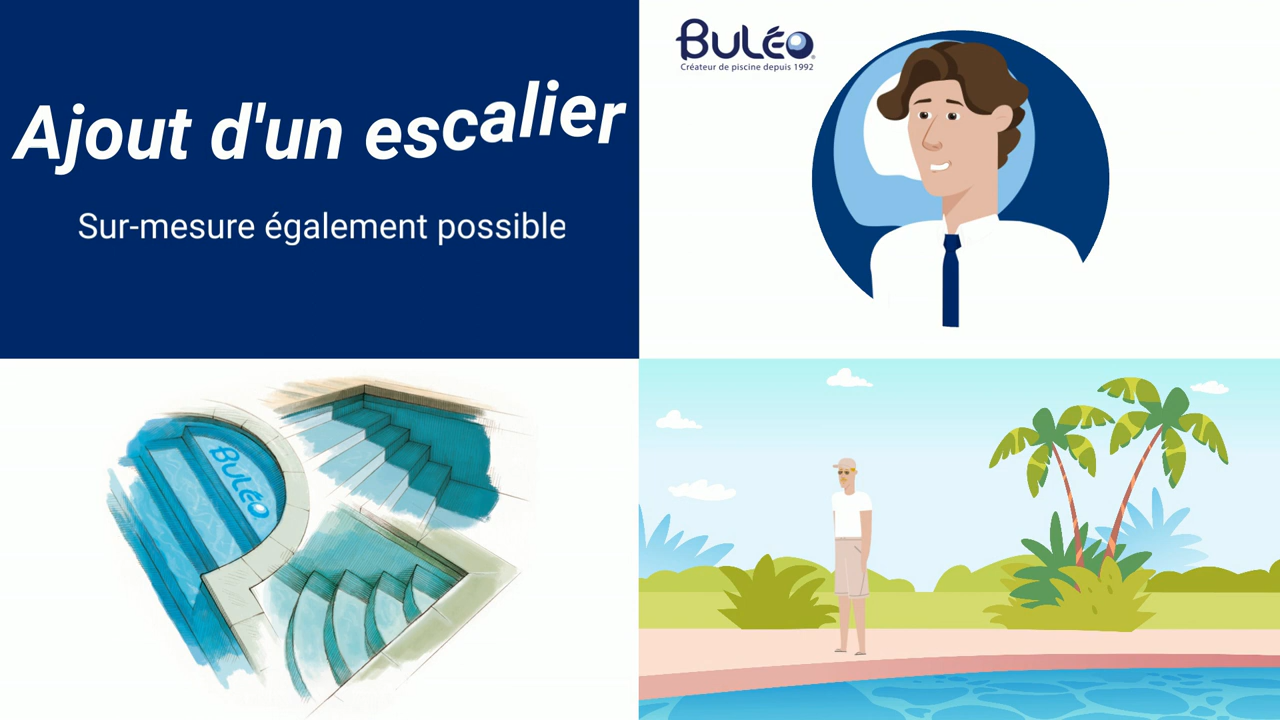 Ajout d'un escalier
Sur-mesure également possible
BULÉO
Créateur de piscine depuis 1992
BULÉO